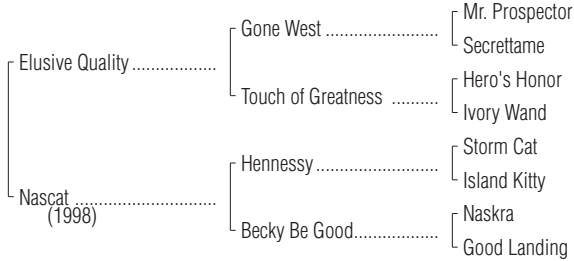 Mr. Prospector
Gone West ........................
Secrettame
Elusive Quality ..................
Hero's Honor
Touch of Greatness ..........
Ivory Wand
Storm Cat
Hennessy..........................
Island Kitty
Nascat ..............................
(1998)
Naskra
Becky Be Good..................
Good Landing